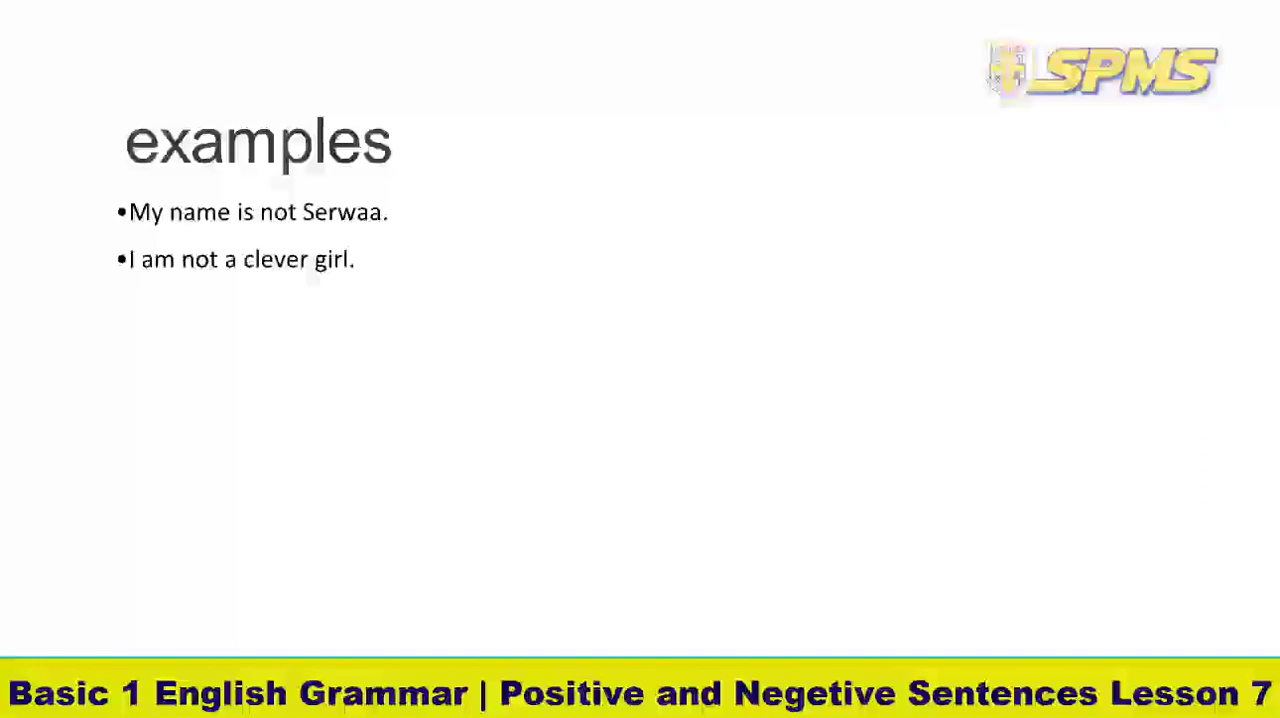 SPMS
examples
•My name is not Serwaa.
•I am not a clever girl.
Basic 1 English Grammar | Positive and Negetive Sentences Lesson 7